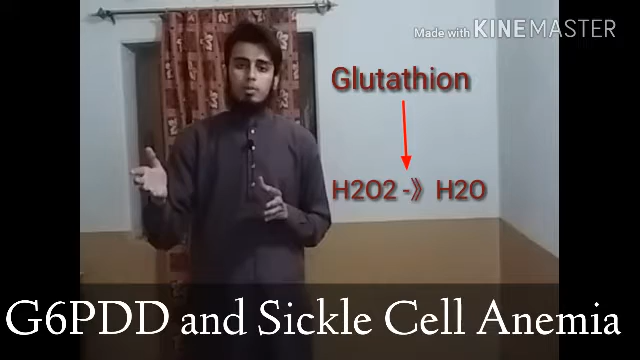 Made with KINEMASTER
Glutathion
H2O2 -》 H2O
G6PDD and Sickle Cell Anemia